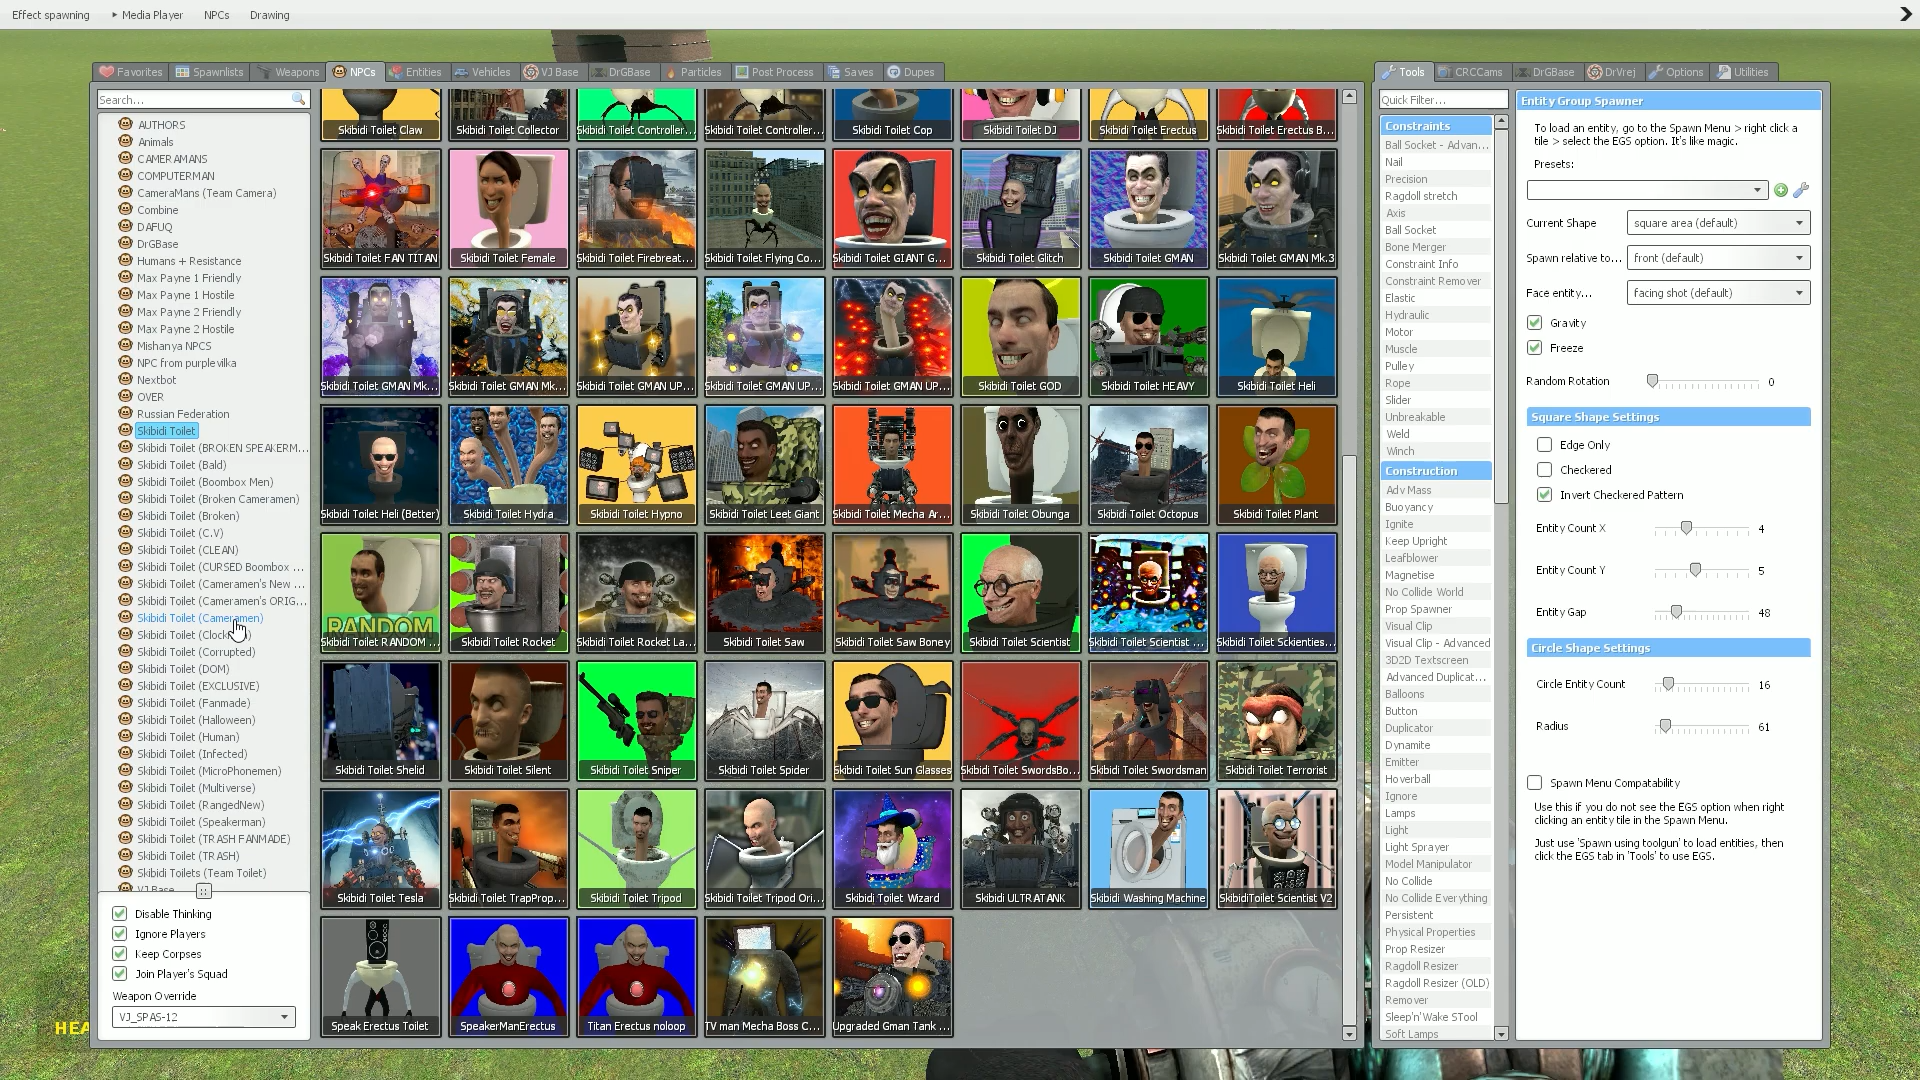 Effect spawning
Media Player
NPCs
Drawing
Favorites
Spawnlists
Weapons
NPCs
Entities
Vehicles
VJ Base
DrGBase
Particles
Post Process
Saves
Dupes
Search...
AUTHORS
Animals
CAMERAMANS
COMPUTERMAN
CameraMans (Team Camera)
Combine
DAFUQ
DrGBase
Humans + Resistance
Max Payne 1 Friendly
Max Payne 1 Hostile
Max Payne 2 Friendly
Max Payne 2 Hostile
Mishanya NPCS
NPC from purplevilka
Nextbot
OVER
Russian Federation
Skibidi Toilet
Skibidi Toilet (BROKEN SPEAKERM...
Skibidi Toilet (Bald)
Skibidi Toilet (Boombox Men)
Skibidi Toilet (Broken Cameramen)
Skibidi Toilet (Broken)
Skibidi Toilet (C.V)
Skibidi Toilet (CLEAN)
Skibidi Toilet (CURSED Boombox ...
Skibidi Toilet (Cameramen's New ...
Skibidi Toilet (Cameramen's ORIG...
Skibidi Toilet (Cameramen)
Skibidi Toilet (Clock
Skibidi Toilet (Corrupted)
Skibidi Toilet (DOM)
Skibidi Toilet (EXCLUSIVE)
Skibidi Toilet (Fanmade)
Skibidi Toilet (Halloween)
Skibidi Toilet (Human)
Skibidi Toilet (Infected)
Skibidi Toilet (MicroPhonemen)
Skibidi Toilet (Multiverse)
Skibidi Toilet (RangedNew)
Skibidi Toilet (Speakerman)
Skibidi Toilet (TRASH FANMADE)
Skibidi Toilet (TRASH)
Skibidi Toilets (Team Toilet)
VJ Base
Disable Thinking
Ignore Players
Keep Corpses
Join Player's Squad
Weapon Override
VJ_SPAS-12
HEA
Skibidi Toilet Claw
Skibidi Toilet Collector
Skibidi Toilet Controller...
Skibidi Toilet Controller...
Skibidi Toilet Cop
Skibidi Toilet DJ
Skibidi Toilet Erectus
Skibidi Toilet Erectus B...
Skibidi Toilet FAN TITAN
Skibidi Toilet Female
Skibidi Toilet Firebreat...
Skibidi Toilet Flying Co...
Skibidi Toilet GIANT G...
Skibidi Toilet Glitch
Skibidi Toilet GMAN
Skibidi Toilet GMAN Mk.3
Skibidi Toilet GMAN Mk...
Skibidi Toilet GMAN Mk...
Skibidi Toilet GMAN UP...
Skibidi Toilet GMAN UP...
Skibidi Toilet GMAN UP...
Skibidi Toilet GOD
Skibidi Toilet HEAVY
Skibidi Toilet Heli
Skibidi Toilet Heli (Better)
Skibidi Toilet Hydra
Skibidi Toilet Hypno
Skibidi Toilet Leet Giant
Skibidi Toilet Mecha Ar...
Skibidi Toilet Obunga
Skibidi Toilet Octopus
Skibidi Toilet Plant
RANDOM
Skibidi Toilet RANDOM ...
Skibidi Toilet Rocket
Skibidi Toilet Rocket La...
Skibidi Toilet Saw
Skibidi Toilet Saw Boney
Skibidi Toilet Scientist
Skibidi Toilet Scientist ...
Skibidi Toilet Sckienties...
Skibidi Toilet Shelid
Skibidi Toilet Silent
Skibidi Toilet Sniper
Skibidi Toilet Spider
Skibidi Toilet Sun Glasses
Skibidi Toilet SwordsBo...
Skibidi Toilet Swordsman
Skibidi Toilet Terrorist
Skibidi Toilet Tesla
Skibidi Toilet TrapProp...
Skibidi Toilet Tripod
Skibidi Toilet Tripod Ori...
Skibidi Toilet Wizard
Skibidi ULTRATANK
Skibidi Washing Machine
SkibidiToilet Scientist V2
Speak Erectus Toilet
SpeakerManErectus
Titan Erectus noloop
TV man Mecha Boss C...
Upgraded Gman Tank ...
Tools
CRCCams
DrGBase
DrVrej
Options
Utilities
Quick Filter...
Constraints
Ball Socket - Advan...
Nail
Precision
Ragdoll stretch
Axis
Ball Socket
Bone Merger
Constraint Info
Constraint Remover
Elastic
Hydraulic
Motor
Muscle
Pulley
Rope
Slider
Unbreakable
Weld
Winch
Construction
Adv Mass
Buoyancy
Ignite
Keep Upright
Leafblower
Magnetise
No Collide World
Prop Spawner
Visual Clip
Visual Clip - Advanced
3D2D Textscreen
Advanced Duplicat...
Balloons
Button
Duplicator
Dynamite
Emitter
Hoverball
Ignore
Lamps
Light
Light Sprayer
Model Manipulator
No Collide
No Collide Everything
Persistent
Physical Properties
Prop Resizer
Ragdoll Resizer
Ragdoll Resizer (OLD)
Remover
Sleep'n'Wake STool
Soft Lamps
Entity Group Spawner
To load an entity, go to the Spawn Menu > right click a
tile > select the EGS option. It's like magic.
Presets:
Current Shape
square area (default)
Spawn relative to...
front (default)
Face entity...
facing shot (default)
Gravity
Freeze
Random Rotation
0
Square Shape Settings
Edge Only
Checkered
Invert Checkered Pattern
Entity Count X
4
Entity Count Y
5
Entity Gap
48
Circle Shape Settings
Circle Entity Count
16
Radius
61
Spawn Menu Compatability
Use this if you do not see the EGS option when right
clicking an entity tile in the Spawn Menu.
Just use 'Spawn using toolgun' to load entities, then
click the EGS tab in 'Tools' to use EGS.